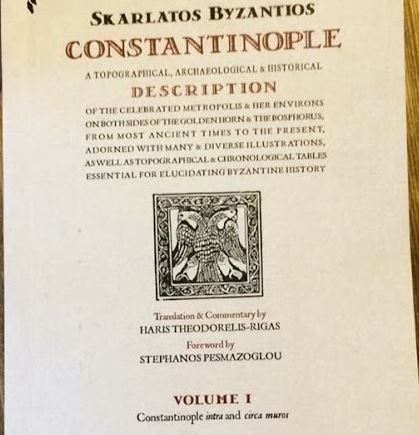 SKARLATOS BYZANTIOS
CONSTANTINOPLE
A TOPOGRAPHICAL, ARCHAEOLOGICAL & HISTORICAL
DESCRIPTION
OF THE CELEBRATED METROPOLIS & HER ENVIRONS
ON BOTH SIDES OF THE GOLDEN HORN & THE BOSPHORUS,
FROM MOST ANCIENT TIMES TO THE PRESENT,
ADORNED WITH MANY & DIVERSE ILLUSTRATIONS,
AS WELL AS TOPOGRAPHICAL & CHRONOLOGICAL TABLES
ESSENTIAL FOR ELUCIDATING BYZANTINE HISTORY
Translation & Commentary by
HARIS THEODORELIS-RIGAS
Foreword by
STEPHANOS PESMAZOGLOU
VOLUME I
Constantinople intra and circa muros